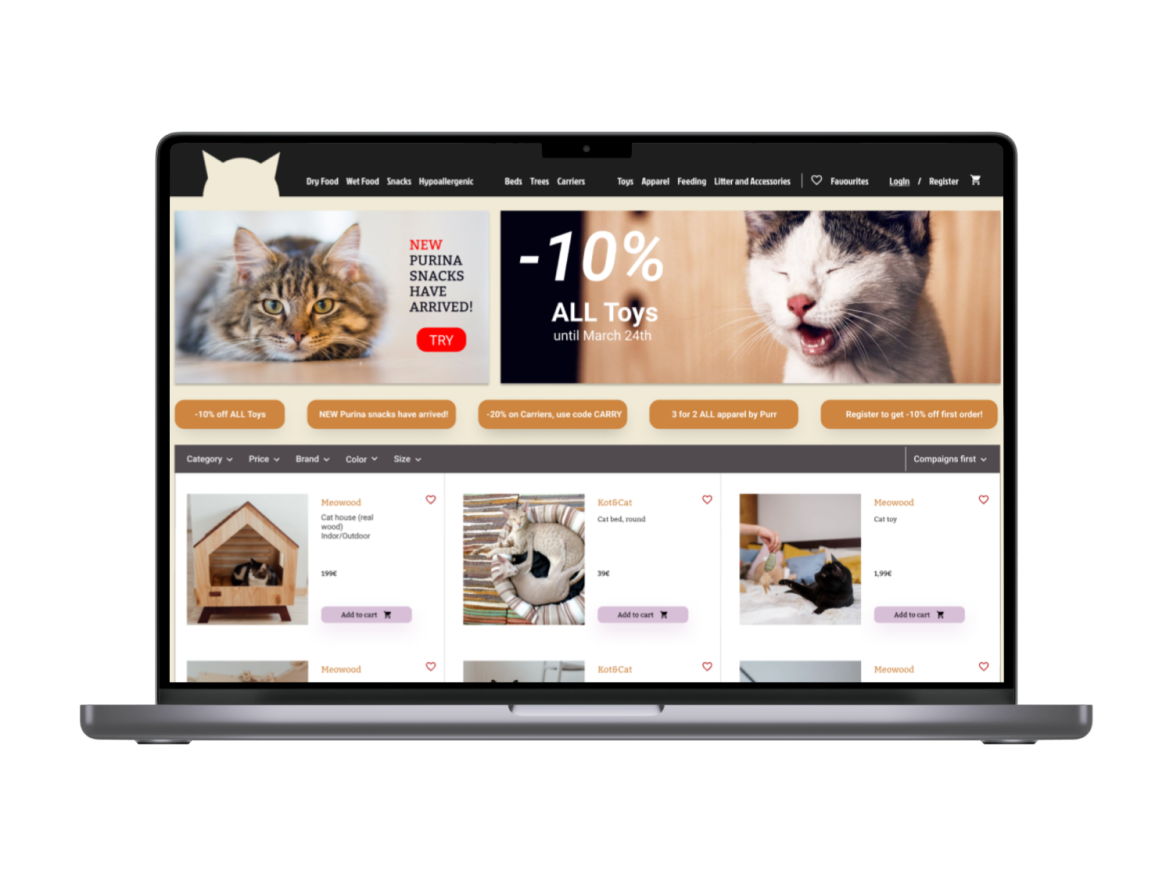 Dry Food Wet Food Snacks Hypoallergenic Beds Trees Carriers Toys Apparel Feeding Litter and Accessories Favourites LogIn / Register
NEW
PURINA
SNACKS
HAVE
ARRIVED!
TRY
-10%
ALL Toys
until March 24th
-10% off ALL Toys
NEW Purina snacks have arrived!
-20% on Carriers, use code CARRY
3 for 2 ALL apparel by Purr
Register to get -10% off first order!
Category Price Brand Color Size Campaigns first
Meowood
Cat house (real
wood)
Indor/Outdoor
199€
Add to cart
Kot&Cat
Cat bed, round
39€
Add to cart
Meowood
Cat toy
1,99€
Add to cart
Meowood
Kot&Cat
Meowood